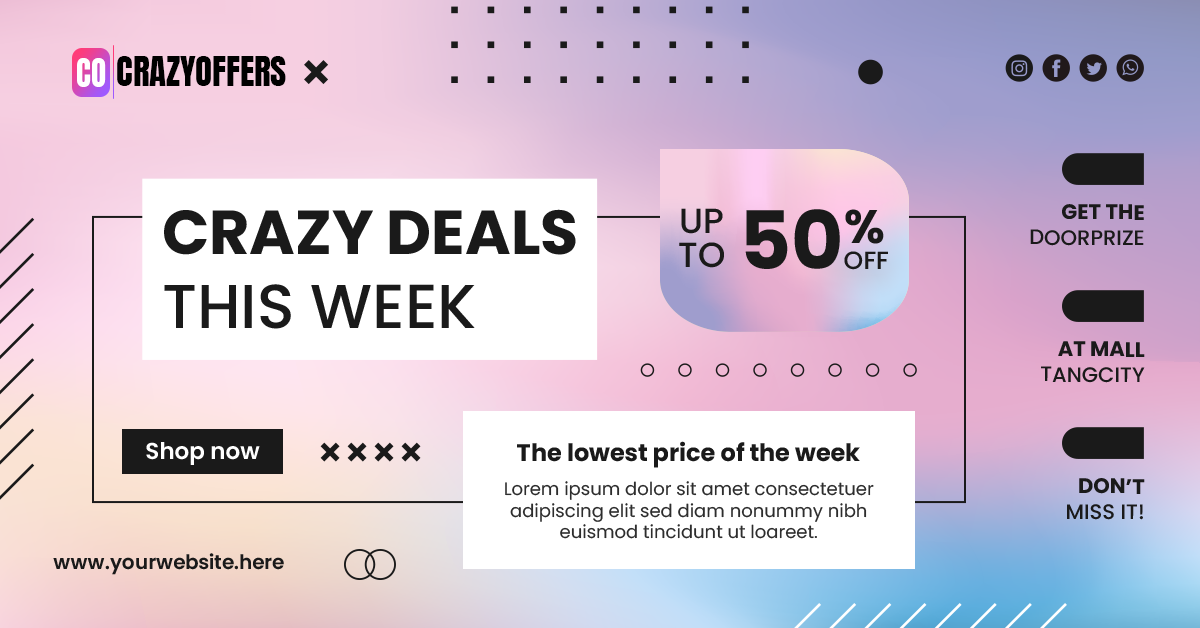 CO CRAZYOFFERS
CRAZY DEALS
THIS WEEK
UP TO 50% OFF
GET THE
DOORPRIZE
AT MALL
TANGCITY
DON'T
MISS IT!
Shop now
The lowest price of the week
Lorem ipsum dolor sit amet consectetuer
adipiscing elit sed diam nonummy nibh
euismod tincidunt ut loareet.
www.yourwebsite.here